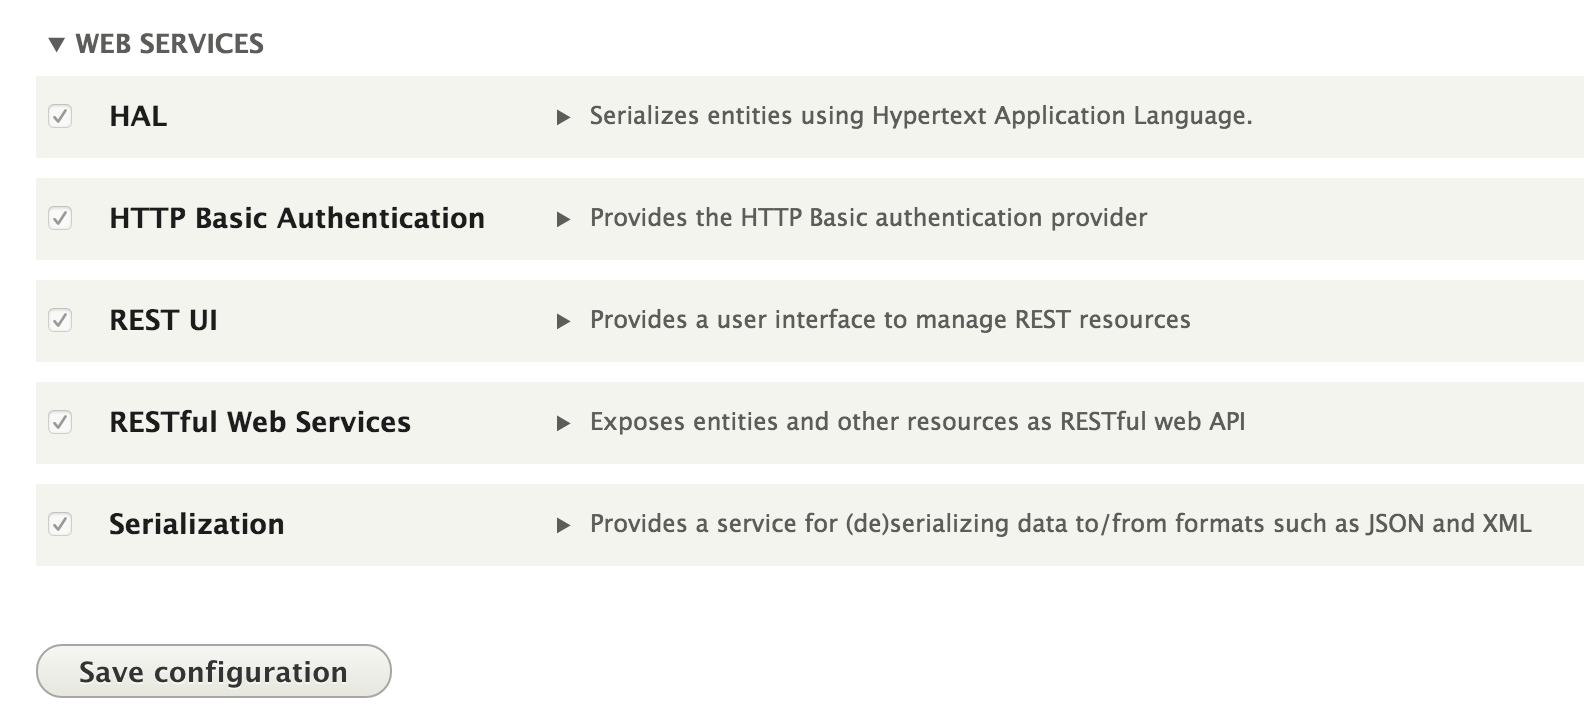 WEB SERVICES
HAL Serializes entities using Hypertext Application Language.
HTTP Basic Authentication Provides the HTTP Basic authentication provider
REST UI Provides a user interface to manage REST resources
RESTful Web Services Exposes entities and other resources as RESTful web API
Serialization Provides a service for (de)serializing data to/from formats such as JSON and XML
Save configuration